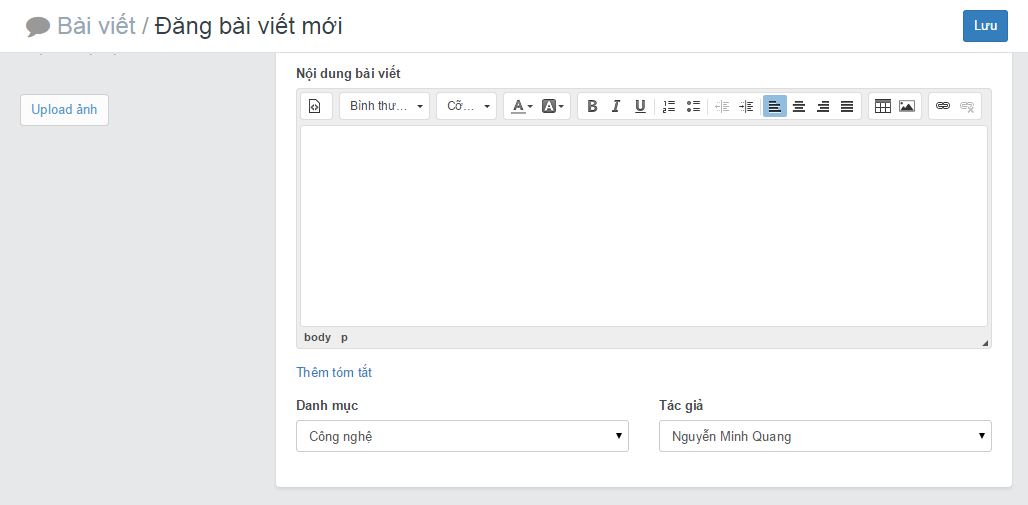 Bài viết / Đăng bài viết mới
Lưu
Upload ảnh
Nội dung bài viết
Bình thư...
Cỡ...
A
A
B I U
body p
Thêm tóm tắt
Danh mục
Tác giả
Công nghệ
Nguyễn Minh Quang